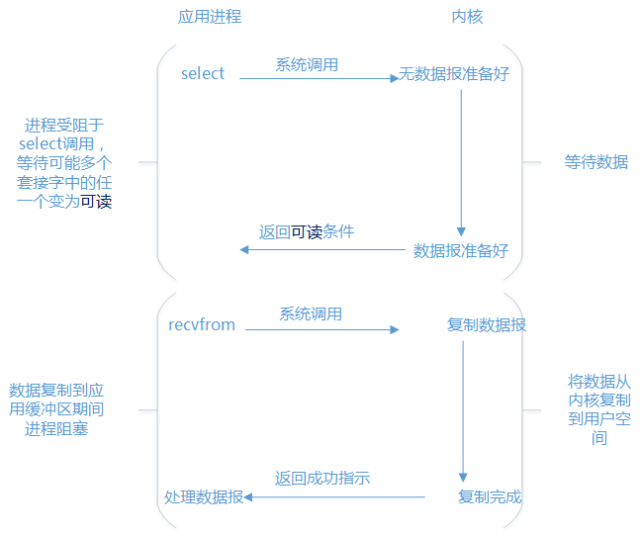 应用进程
内核
select
系统调用
无数据报准备好
进程受阻于
select调用，
等待可能多个
套接字中的任
一个变为可读
等待数据
返回可读条件
数据报准备好
recvfrom
系统调用
复制数据报
数据复制到应
用缓冲区期间
进程阻塞
将数据从
内核复制
到用户空
间
返回成功指示
处理数据报
复制完成